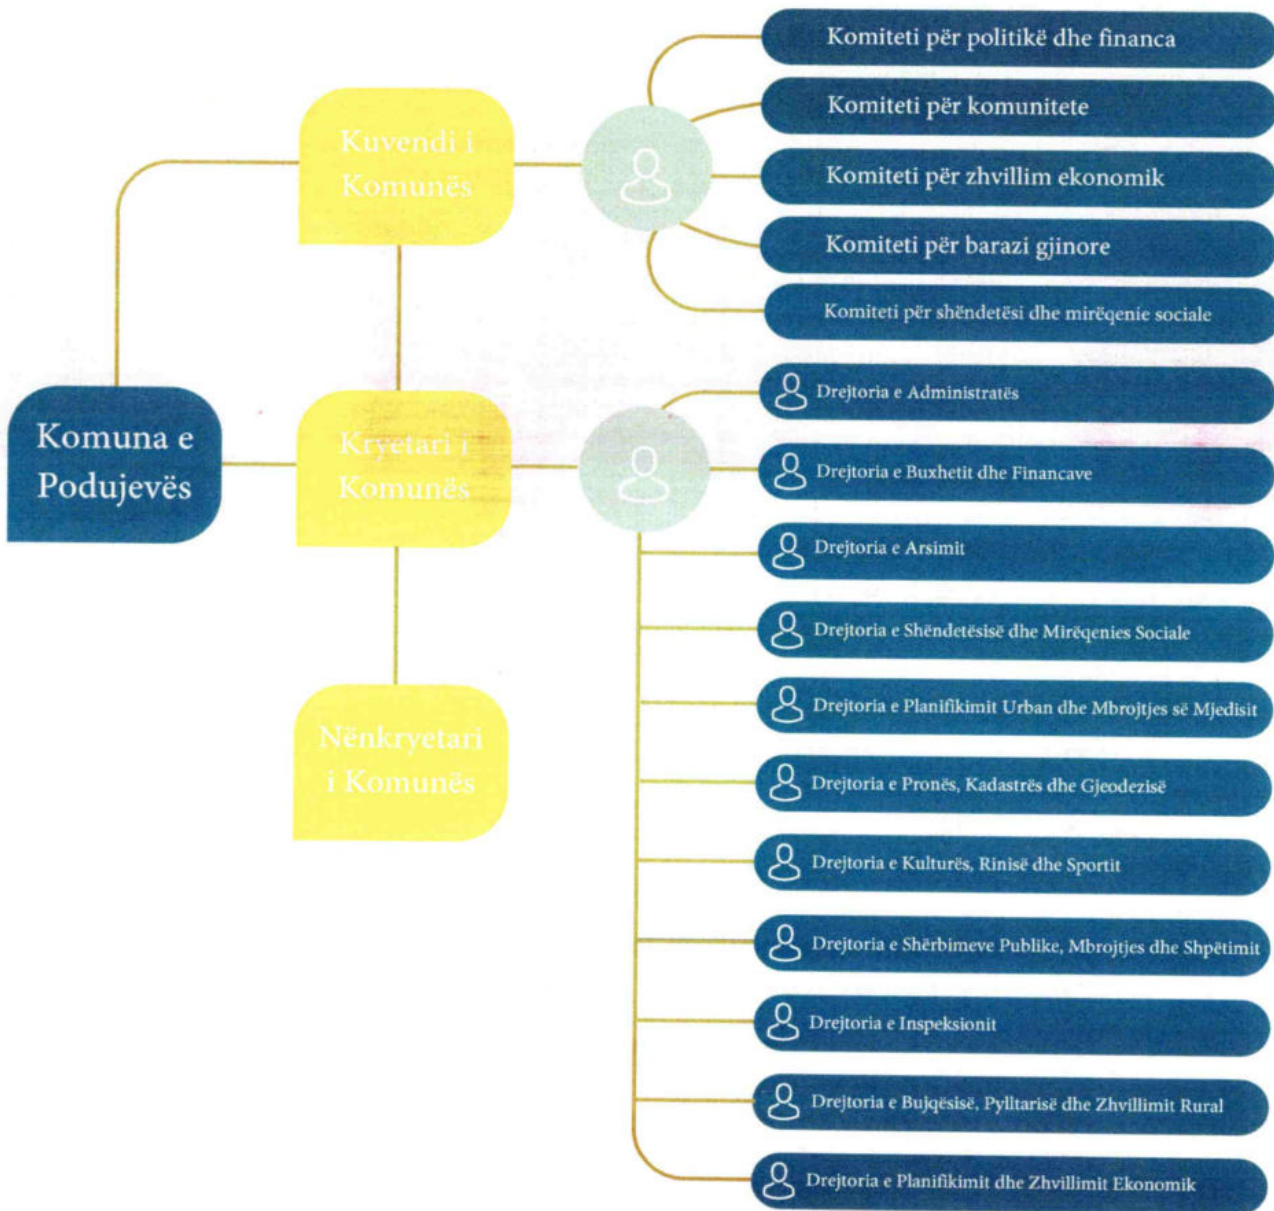 Komiteti për politikë dhe financa
Komiteti për komunitete
Kuvendi i
Komunës
Komiteti për zhvillim ekonomik
Komiteti për barazi gjinore
Komiteti për shëndetësi dhe mirëqenie sociale
Drejtoria e Administratës
Komuna e
Podujevës
Kryetari i
Komunës
Drejtoria e Buxhetit dhe Financave
Drejtoria e Arsimit
Drejtoria e Shëndetësisë dhe Mirëqenies Sociale
Drejtoria e Planifikimit Urban dhe Mbrojtjes së Mjedisit
Nënkryetari
i Komunës
Drejtoria e Pronës, Kadastrës dhe Gjeodezisë
Drejtoria e Kulturës, Rinisë dhe Sportit
Drejtoria e Shërbimeve Publike, Mbrojtjes dhe Shpëtimit
Drejtoria e Inspeksionit
Drejtoria e Bujqësisë, Pylltarisë dhe Zhvillimit Rural
Drejtoria e Planifikimit dhe Zhvillimit Ekonomik